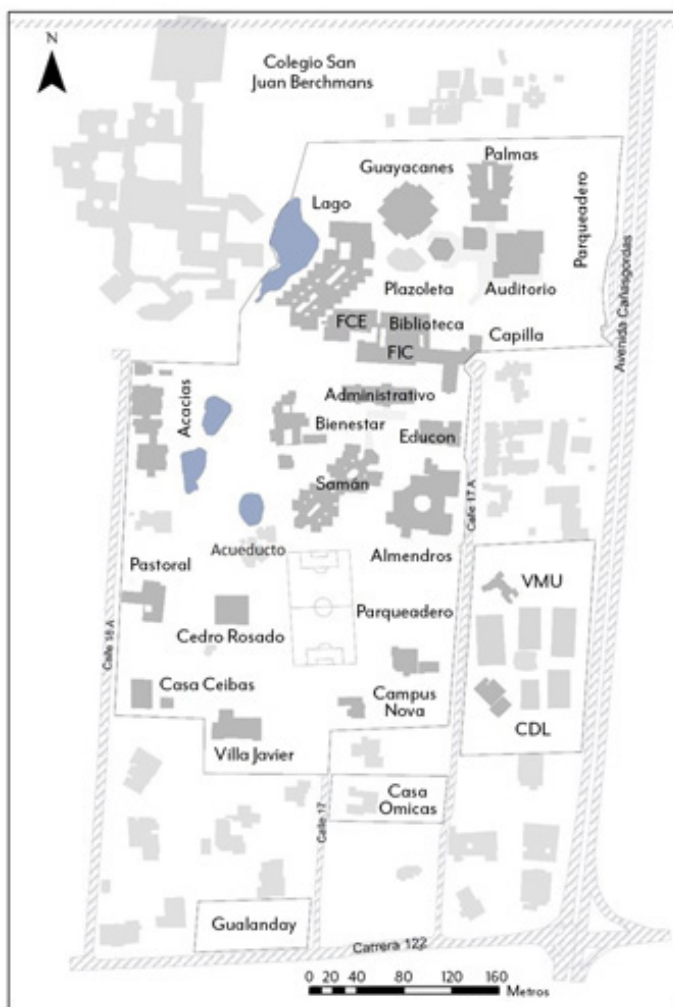 N
Colegio San
Juan Berchmans
Palmas
Guayacanes
Lago
Parqueadero
Plazoleta
Auditorio
Avenida Cañasgordas
FCE
Biblioteca
Capilla
FIC
Acacias
Administrativo
Bienestar
Educon
Samán
Calle 17 A
Acueducto
Almendros
Pastoral
VMU
Parqueadero
Cedro Rosado
Calle 18 A
Casa Ceibas
Campus
Nova
CDL
Villa Javier
Casa
Omicas
Calle 17
Gualanday
Carrera 122
0 20 40 80 120 160
Metros